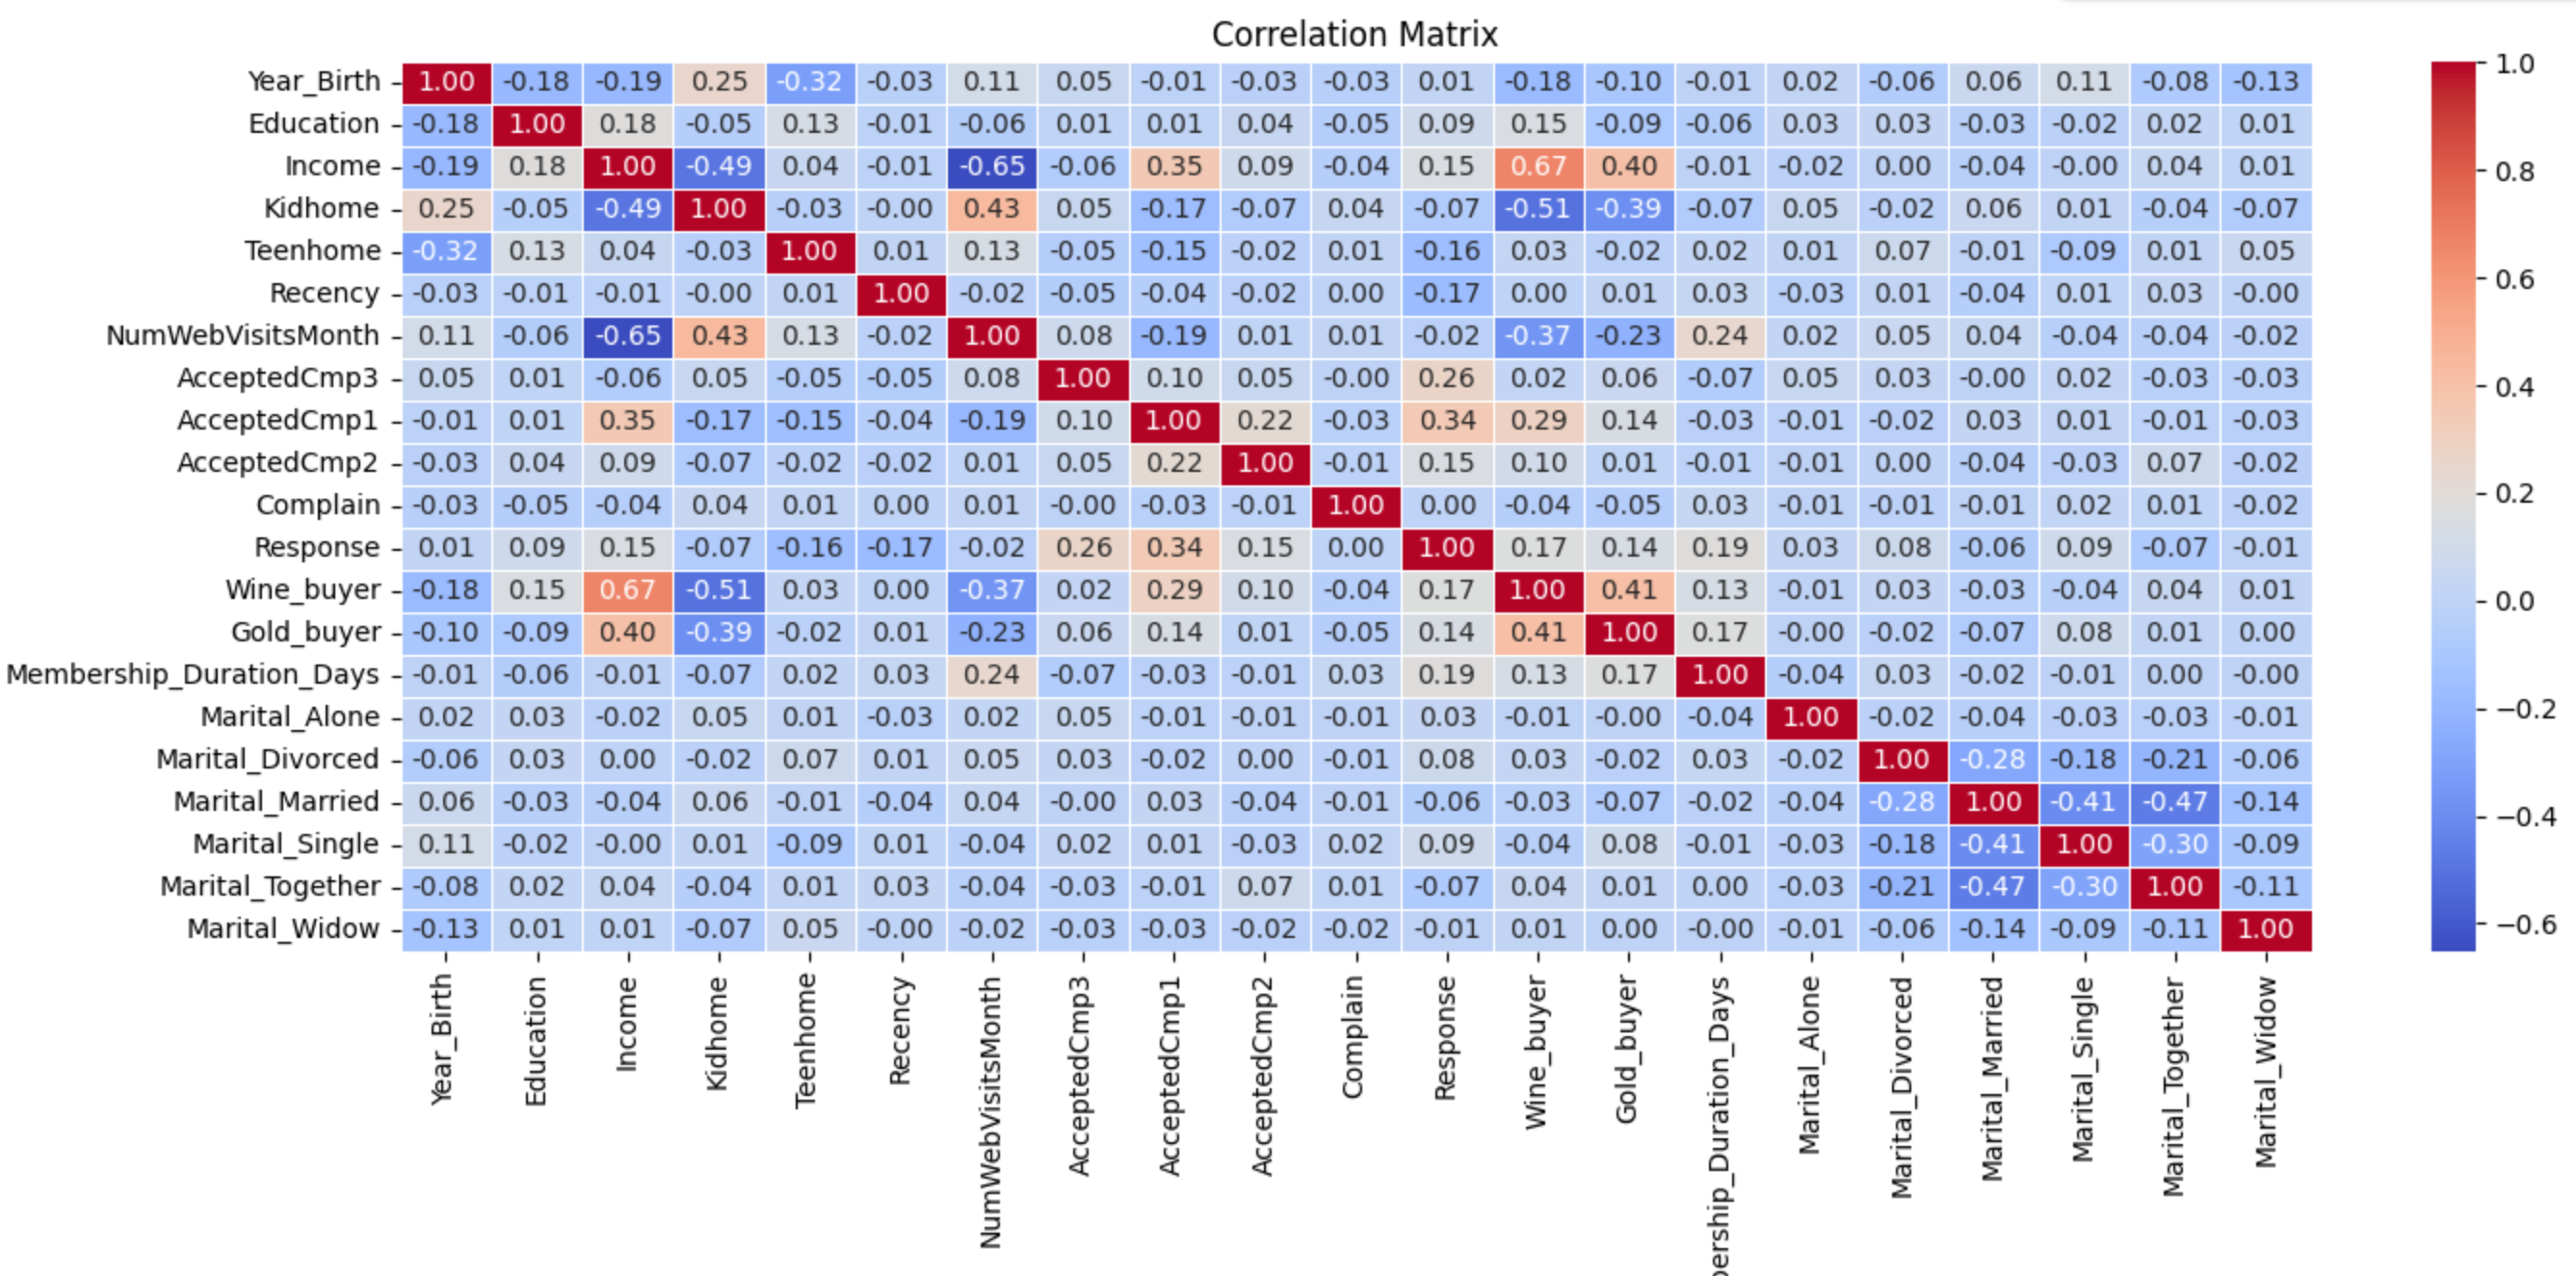 Correlation Matrix
Year_Birth 1.00 -0.18 -0.19 0.25 -0.32 -0.03 0.11 0.05 -0.01 -0.03 -0.03 0.01 -0.18 -0.10 -0.01 0.02 -0.06 0.06 0.11 -0.08 -0.13
Education -0.18 1.00 0.18 -0.05 0.13 -0.01 -0.06 0.01 0.01 0.04 -0.05 0.09 0.15 -0.09 -0.06 0.03 0.03 -0.03 -0.02 0.02 0.01
Income -0.19 0.18 1.00 -0.49 0.04 -0.01 -0.65 -0.06 0.35 0.09 -0.04 0.15 0.67 0.40 -0.01 -0.02 0.00 -0.04 -0.00 0.04 0.01
Kidhome 0.25 -0.05 -0.49 1.00 -0.03 -0.00 0.43 0.05 -0.17 -0.07 0.04 -0.07 -0.51 -0.39 -0.07 0.05 -0.02 0.06 0.01 -0.04 -0.07
Teenhome -0.32 0.13 0.04 -0.03 1.00 0.01 0.13 -0.05 -0.15 -0.02 0.01 -0.16 0.03 -0.02 0.02 0.01 0.07 -0.01 -0.09 0.01 0.05
Recency -0.03 -0.01 -0.01 -0.00 0.01 1.00 -0.02 -0.05 -0.04 -0.02 0.00 -0.17 0.00 0.01 0.03 -0.03 0.01 -0.04 0.01 0.03 -0.00
NumWebVisitsMonth 0.11 -0.06 -0.65 0.43 0.13 -0.02 1.00 0.08 -0.19 0.01 0.01 -0.02 -0.37 -0.23 0.24 0.02 0.05 0.04 -0.04 -0.04 -0.02
AcceptedCmp3 0.05 0.01 -0.06 0.05 -0.05 -0.05 0.08 1.00 0.10 0.05 -0.00 0.26 0.02 0.06 -0.07 0.05 0.03 -0.00 0.02 -0.03 -0.03
AcceptedCmp1 -0.01 0.01 0.35 -0.17 -0.15 -0.04 -0.19 0.10 1.00 0.22 -0.03 0.34 0.29 0.14 -0.03 -0.01 -0.02 0.03 0.01 -0.01 -0.03
AcceptedCmp2 -0.03 0.04 0.09 -0.07 -0.02 -0.02 0.01 0.05 0.22 1.00 -0.01 0.15 0.10 0.01 -0.01 -0.01 0.00 -0.04 -0.03 0.07 -0.02
Complain -0.03 -0.05 -0.04 0.04 0.01 0.00 0.01 -0.00 -0.03 -0.01 1.00 0.00 -0.04 -0.05 0.03 -0.01 -0.01 -0.01 0.02 0.01 -0.02
Response 0.01 0.09 0.15 -0.07 -0.16 -0.17 -0.02 0.26 0.34 0.15 0.00 1.00 0.17 0.14 0.19 0.03 0.08 -0.06 0.09 -0.07 -0.01
Wine_buyer -0.18 0.15 0.67 -0.51 0.03 0.00 -0.37 0.02 0.29 0.10 -0.04 0.17 1.00 0.41 0.13 -0.01 0.03 -0.03 -0.04 0.04 0.01
Gold_buyer -0.10 -0.09 0.40 -0.39 -0.02 0.01 -0.23 0.06 0.14 0.01 -0.05 0.14 0.41 1.00 0.17 -0.00 -0.02 -0.07 0.08 0.01 0.00
Membership_Duration_Days -0.01 -0.06 -0.01 -0.07 0.02 0.03 0.24 -0.07 -0.03 -0.01 0.03 0.19 0.13 0.17 1.00 -0.04 0.03 -0.02 -0.01 0.00 -0.00
Marital_Alone 0.02 0.03 -0.02 0.05 0.01 -0.03 0.02 0.05 -0.01 -0.01 -0.01 0.03 -0.01 -0.00 -0.04 1.00 -0.02 -0.04 -0.03 -0.03 -0.01
Marital_Divorced -0.06 0.03 0.00 -0.02 0.07 0.01 0.05 0.03 -0.02 0.00 -0.01 0.08 0.03 -0.02 0.03 -0.02 1.00 -0.28 -0.18 -0.21 -0.06
Marital_Married 0.06 -0.03 -0.04 0.06 -0.01 -0.04 0.04 -0.00 0.03 -0.04 -0.01 -0.06 -0.03 -0.07 -0.02 -0.04 -0.28 1.00 -0.41 -0.47 -0.14
Marital_Single 0.11 -0.02 -0.00 0.01 -0.09 0.01 -0.04 0.02 0.01 -0.03 0.02 0.09 -0.04 0.08 -0.01 -0.03 -0.18 -0.41 1.00 -0.30 -0.09
Marital_Together -0.08 0.02 0.04 -0.04 0.01 0.03 -0.04 -0.03 -0.01 0.07 0.01 -0.07 0.04 0.01 0.00 -0.03 -0.21 -0.47 -0.30 1.00 -0.11
Marital_Widow -0.13 0.01 0.01 -0.07 0.05 -0.00 -0.02 -0.03 -0.03 -0.02 -0.02 -0.01 0.01 0.00 -0.00 -0.01 -0.06 -0.14 -0.09 -0.11 1.00
Year_Birth
Education
Income
Kidhome
Teenhome
Recency
NumWebVisitsMonth
AcceptedCmp3
AcceptedCmp1
AcceptedCmp2
Complain
Response
Wine_buyer
Gold_buyer
bership_Duration_Days
Marital_Alone
Marital_Divorced
Marital_Married
Marital_Single
Marital_Together
Marital_Widow
1.0
0.8
0.6
0.4
0.2
0.0
−0.2
−0.4
−0.6